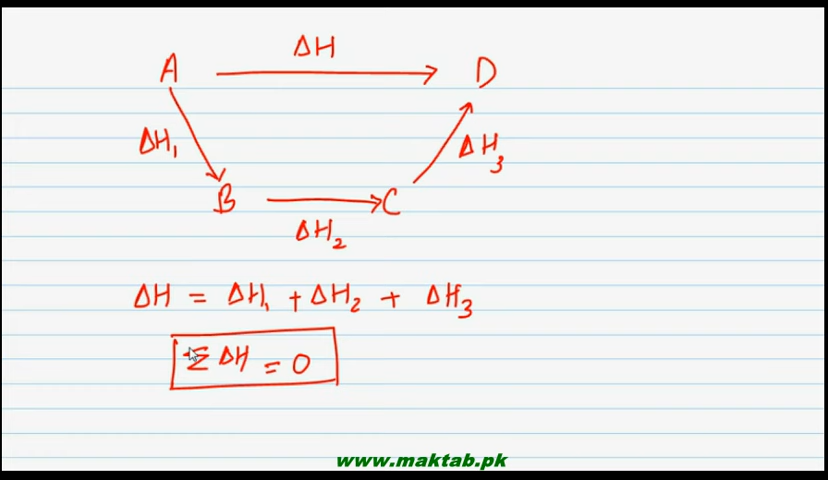 ΔH
A D
ΔH₁ ΔH₃
B C
ΔH₂
ΔH = ΔH₁ + ΔH₂ + ΔH₃
Σ ΔH = 0
www.maktab.pk